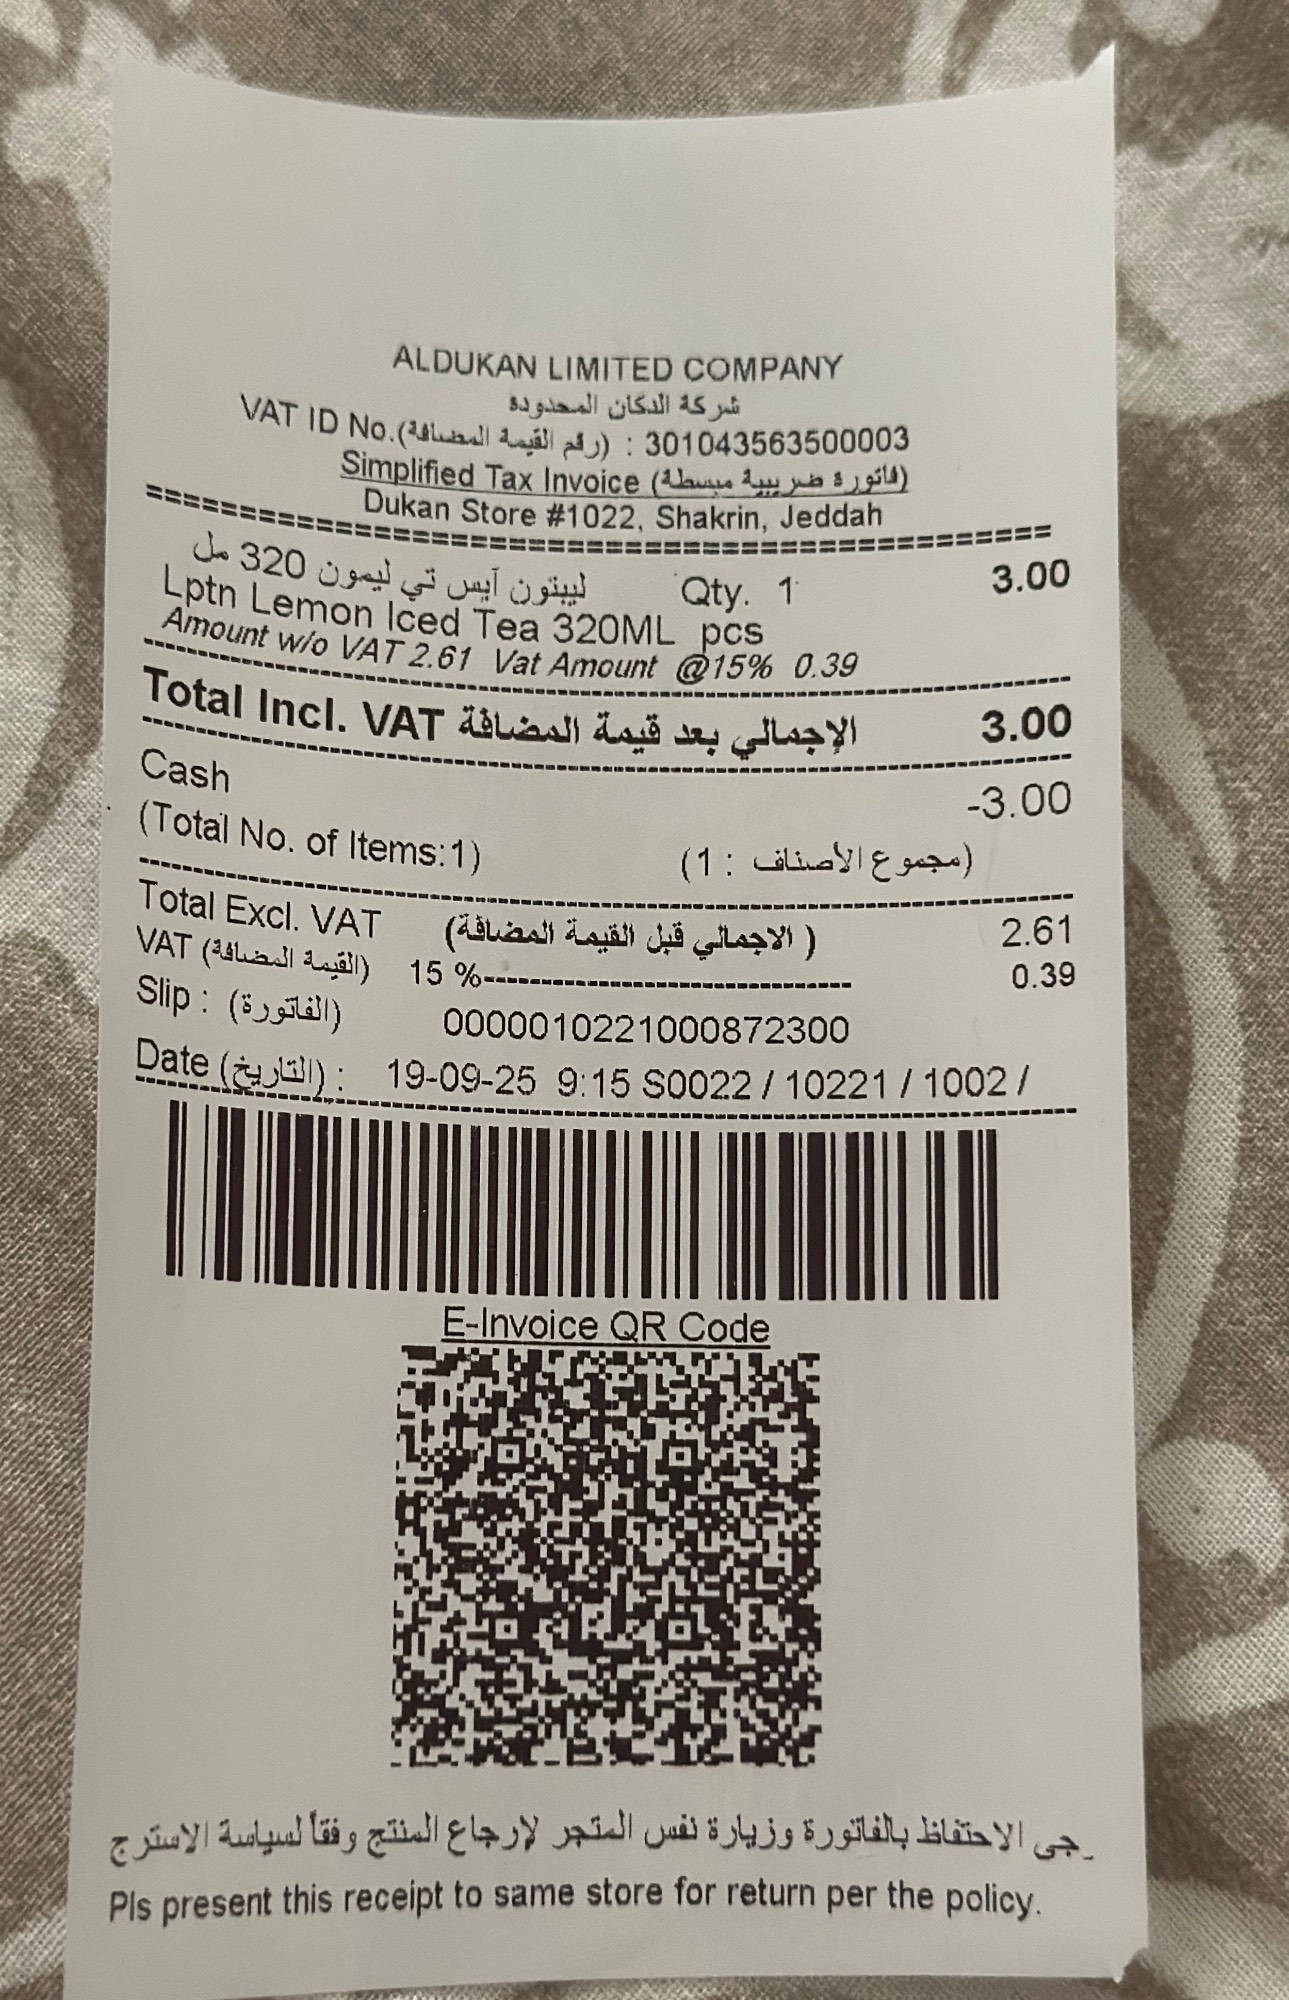 ALDUKAN LIMITED COMPANY
شركة الدكان المحدودة
VAT ID No.(رقم القيمة المضافة) : 301043563500003
Simplified Tax Invoice (فاتورة ضريبية مبسطة)
Dukan Store #1022, Shakrin, Jeddah
ليبتون آيس تي ليمون 320 مل Qty. 1 3.00
Lptn Lemon Iced Tea 320ML pcs
Amount w/o VAT 2.61 Vat Amount @15% 0.39
Total Incl. VAT الإجمالي بعد قيمة المضافة 3.00
Cash -3.00
(Total No. of Items:1) (مجموع الأصناف : 1)
Total Excl. VAT (الاجمالي قبل القيمة المضافة ) 2.61
VAT (القيمة المضافة) 15 %---------------------------------- 0.39
Slip : (الفاتورة) 0000010221000872300
Date (التاريخ) : 19-09-25 9:15 S0022 / 10221 / 1002 /
E-Invoice QR Code
رجى الاحتفاظ بالفاتورة وزيارة نفس المتجر لإرجاع المنتج وفقاً لسياسة الاسترج
Pls present this receipt to same store for return per the policy.